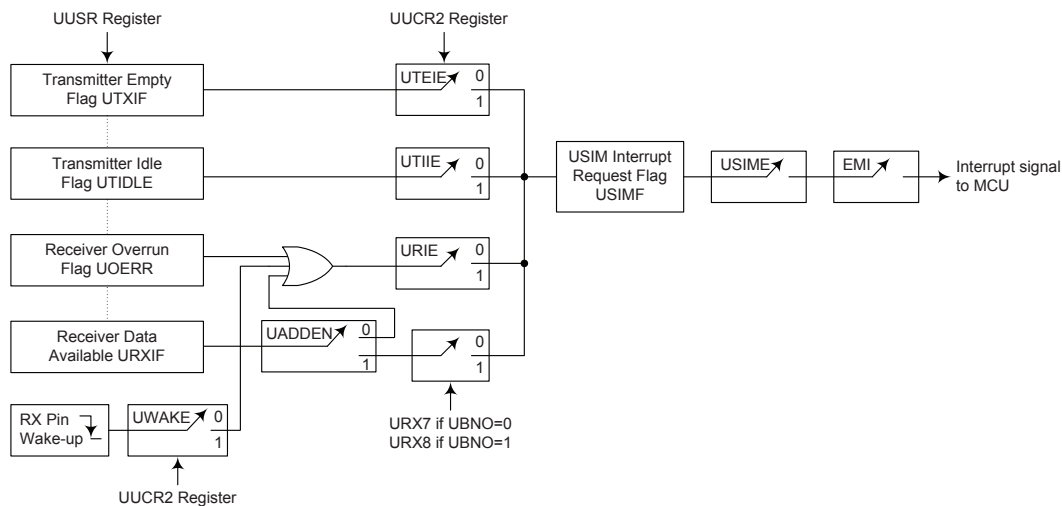 UUSR Register
UUCR2 Register
Transmitter Empty
Flag UTXIF
UTEIE
0
1
Transmitter Idle
Flag UTIDLE
UTIIE
0
1
USIM Interrupt
Request Flag
USIMF
USIME
EMI
Interrupt signal
to MCU
Receiver Overrun
Flag UOERR
URIE
0
1
Receiver Data
Available URXIF
UADDEN
0
1
0
1
RX Pin
Wake-up
UWAKE
0
1
URX7 if UBNO=0
URX8 if UBNO=1
UUCR2 Register